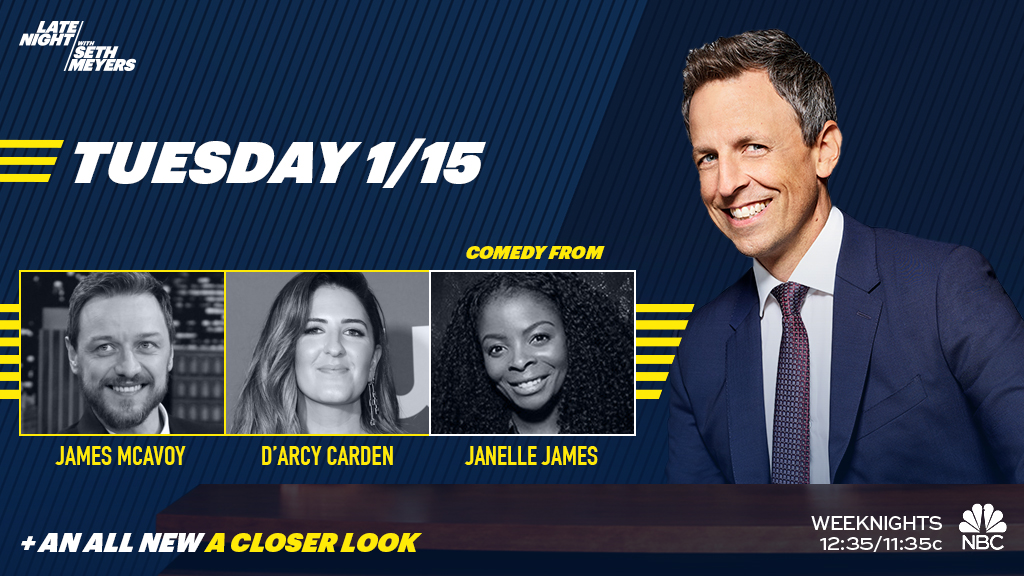 LATE
NIGHT
WITH
SETH
MEYERS
TUESDAY 1/15
COMEDY FROM
JAMES MCAVOY
D'ARCY CARDEN
JANELLE JAMES
+ AN ALL NEW A CLOSER LOOK
WEEKNIGHTS
12:35/11:35c
NBC